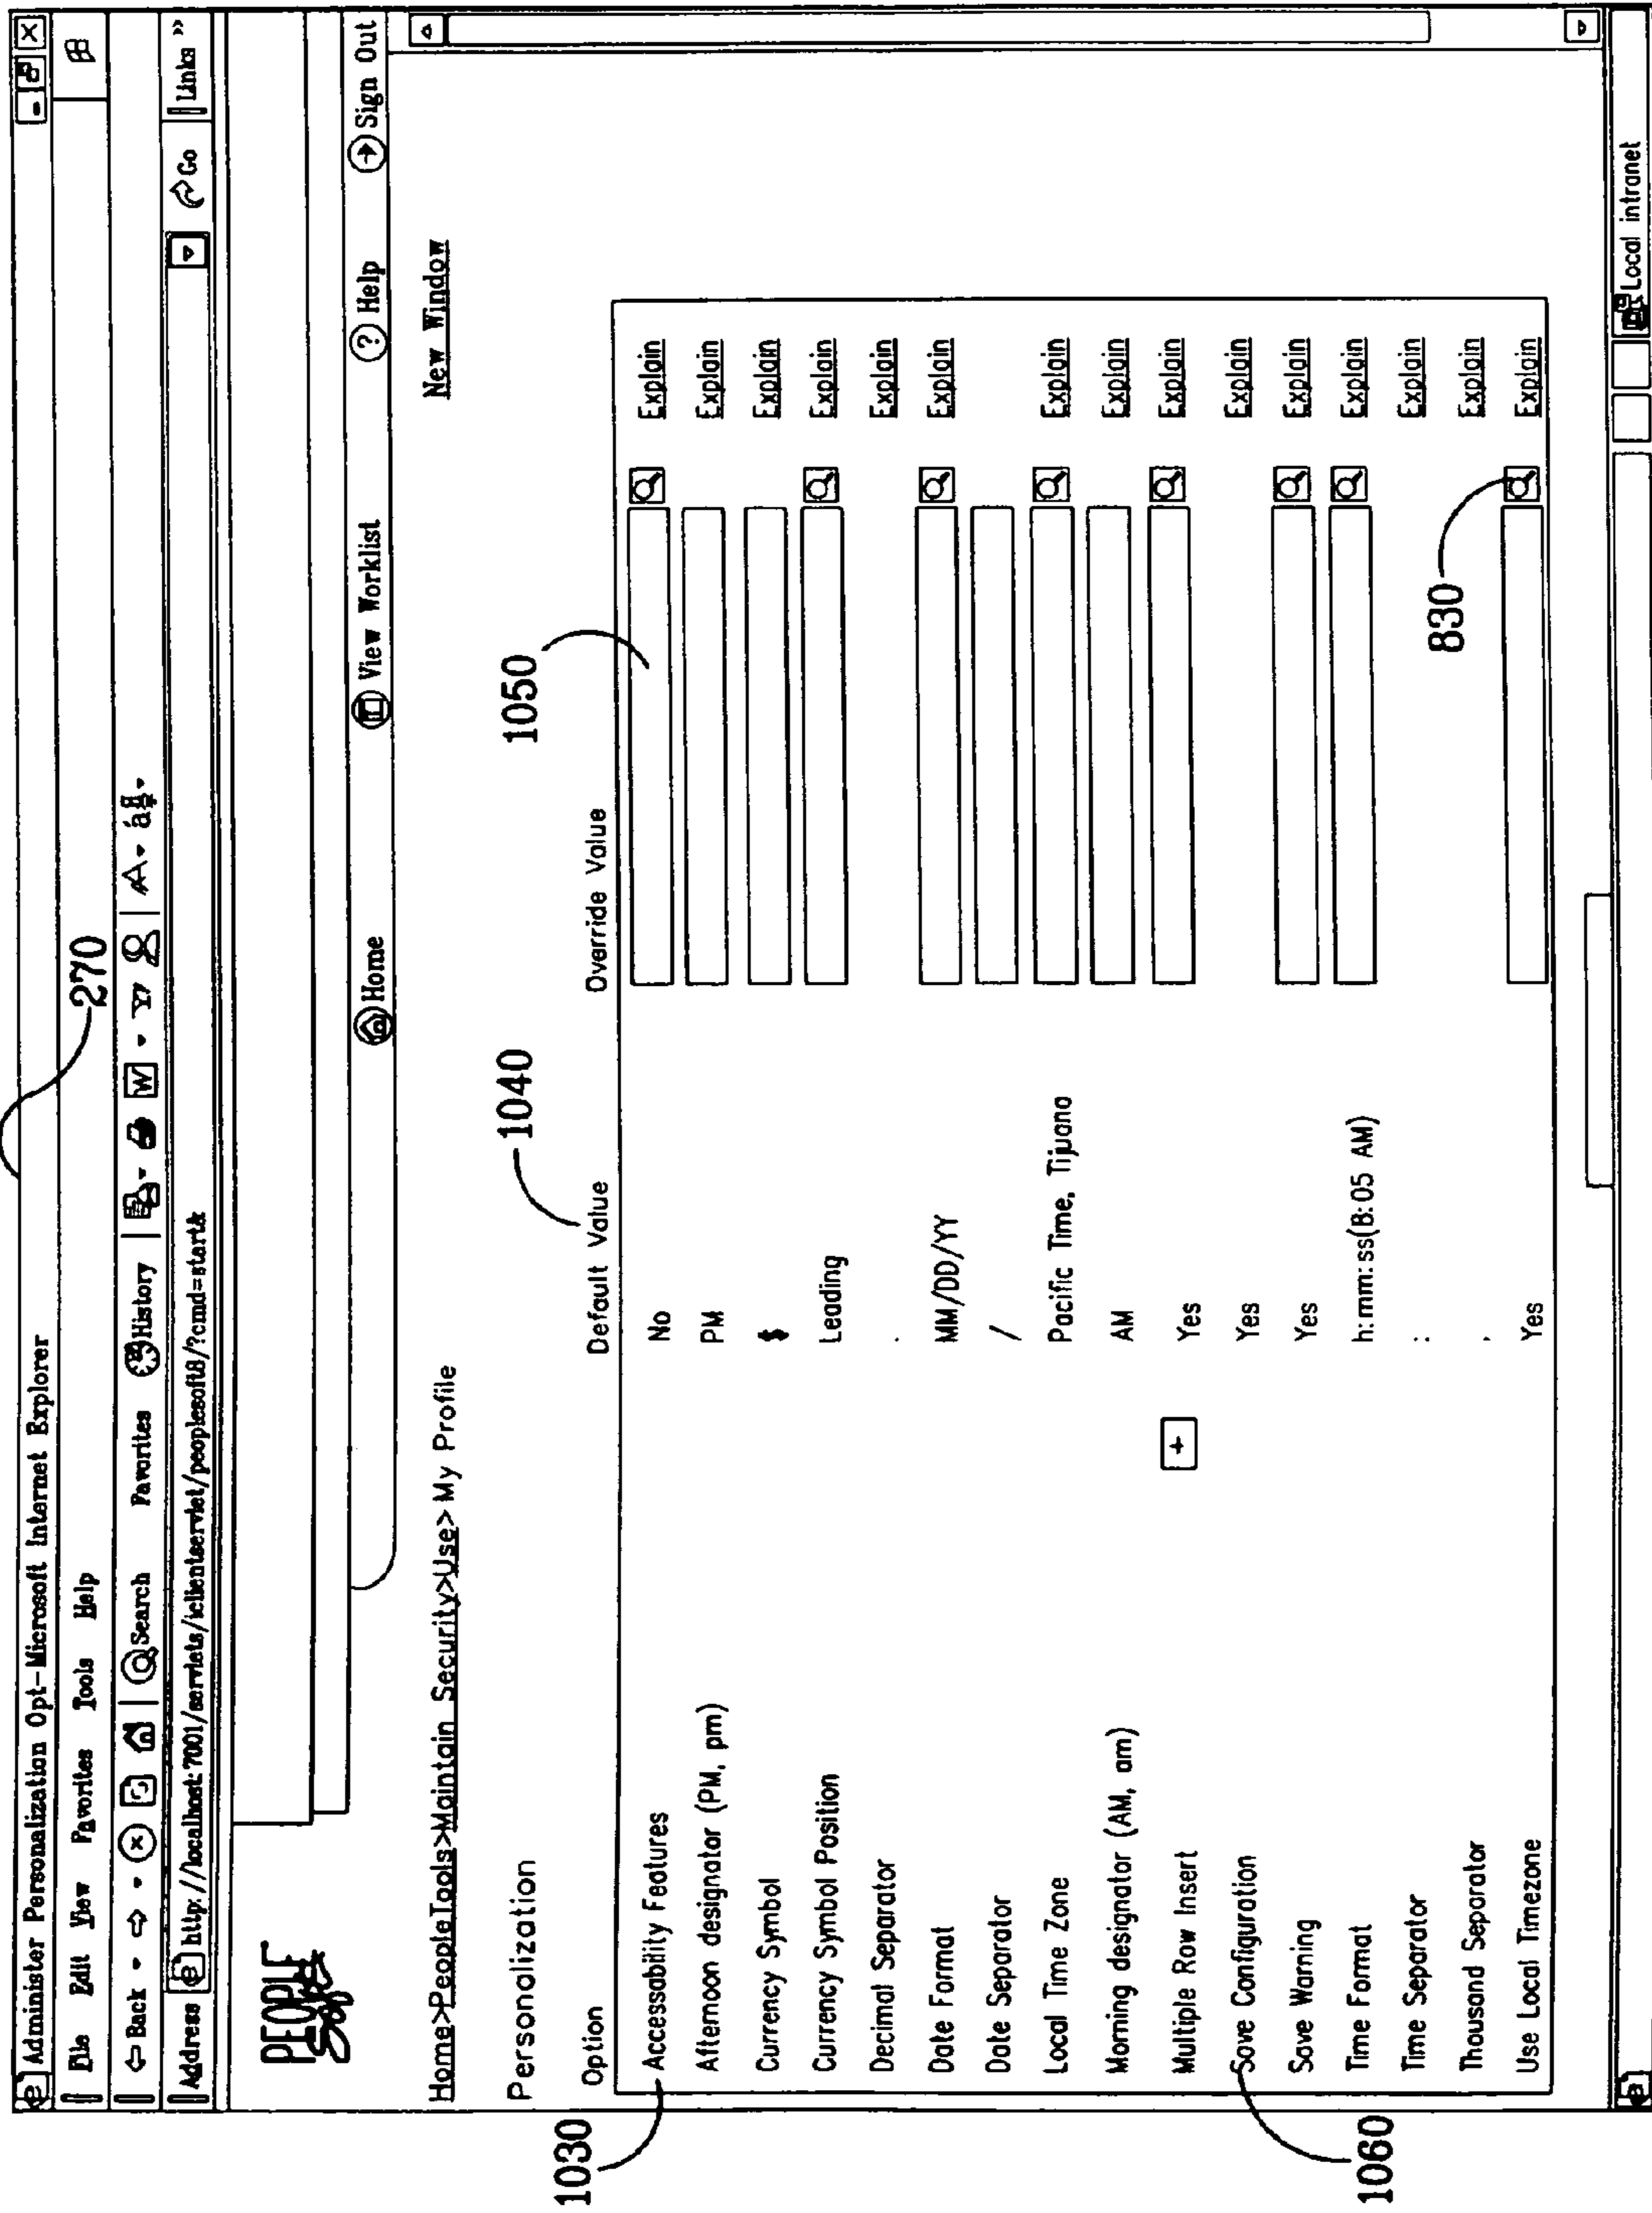 270
Administer Personalization Opt-Microsoft Internet Explorer
File Edit View Favorites Tools Help
Back Search Favorites History W A á
Address http://localhost:7001/servlets/iclientservlet/peoplesoft8/?cmd=start& Go Links »
PEOPLE
Home View Worklist ? Help Sign Out
Home>PeopleTools>Maintain Security>Use> My Profile New Window
Personalization
1040 1050
Option Default Value Override Value
1030
Accessability Features No Explain
Afternoon designator (PM, pm) PM Explain
Currency Symbol $ Explain
Currency Symbol Position Leading Explain
Decimal Separator . Explain
Date Format MM/DD/YY Explain
Date Separator /
Local Time Zone Pacific Time, Tijuana Explain
Morning designator (AM, am) AM Explain
Multiple Row Insert + Yes Explain
Save Configuration Yes Explain
Save Warning Yes Explain
Time Format h:mm:ss(B:05 AM) Explain
1060
Time Separator : Explain
830
Thousand Separator , Explain
Use Local Timezone Yes Explain
Local intranet